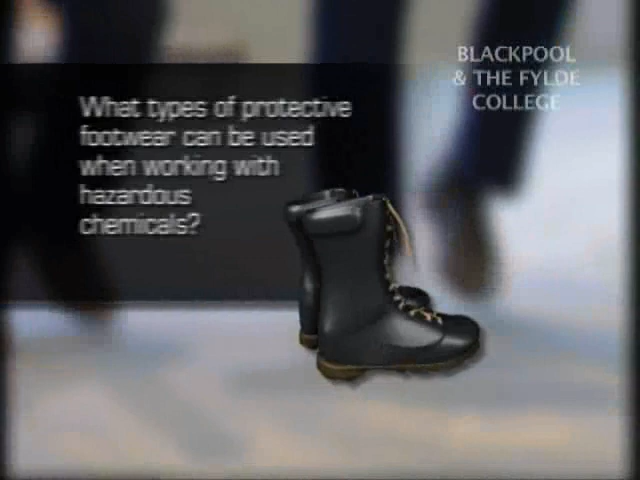 BLACKPOOL
& THE FYLDE
COLLEGE
What types of protective
footwear can be used
when working with
hazardous
chemicals?